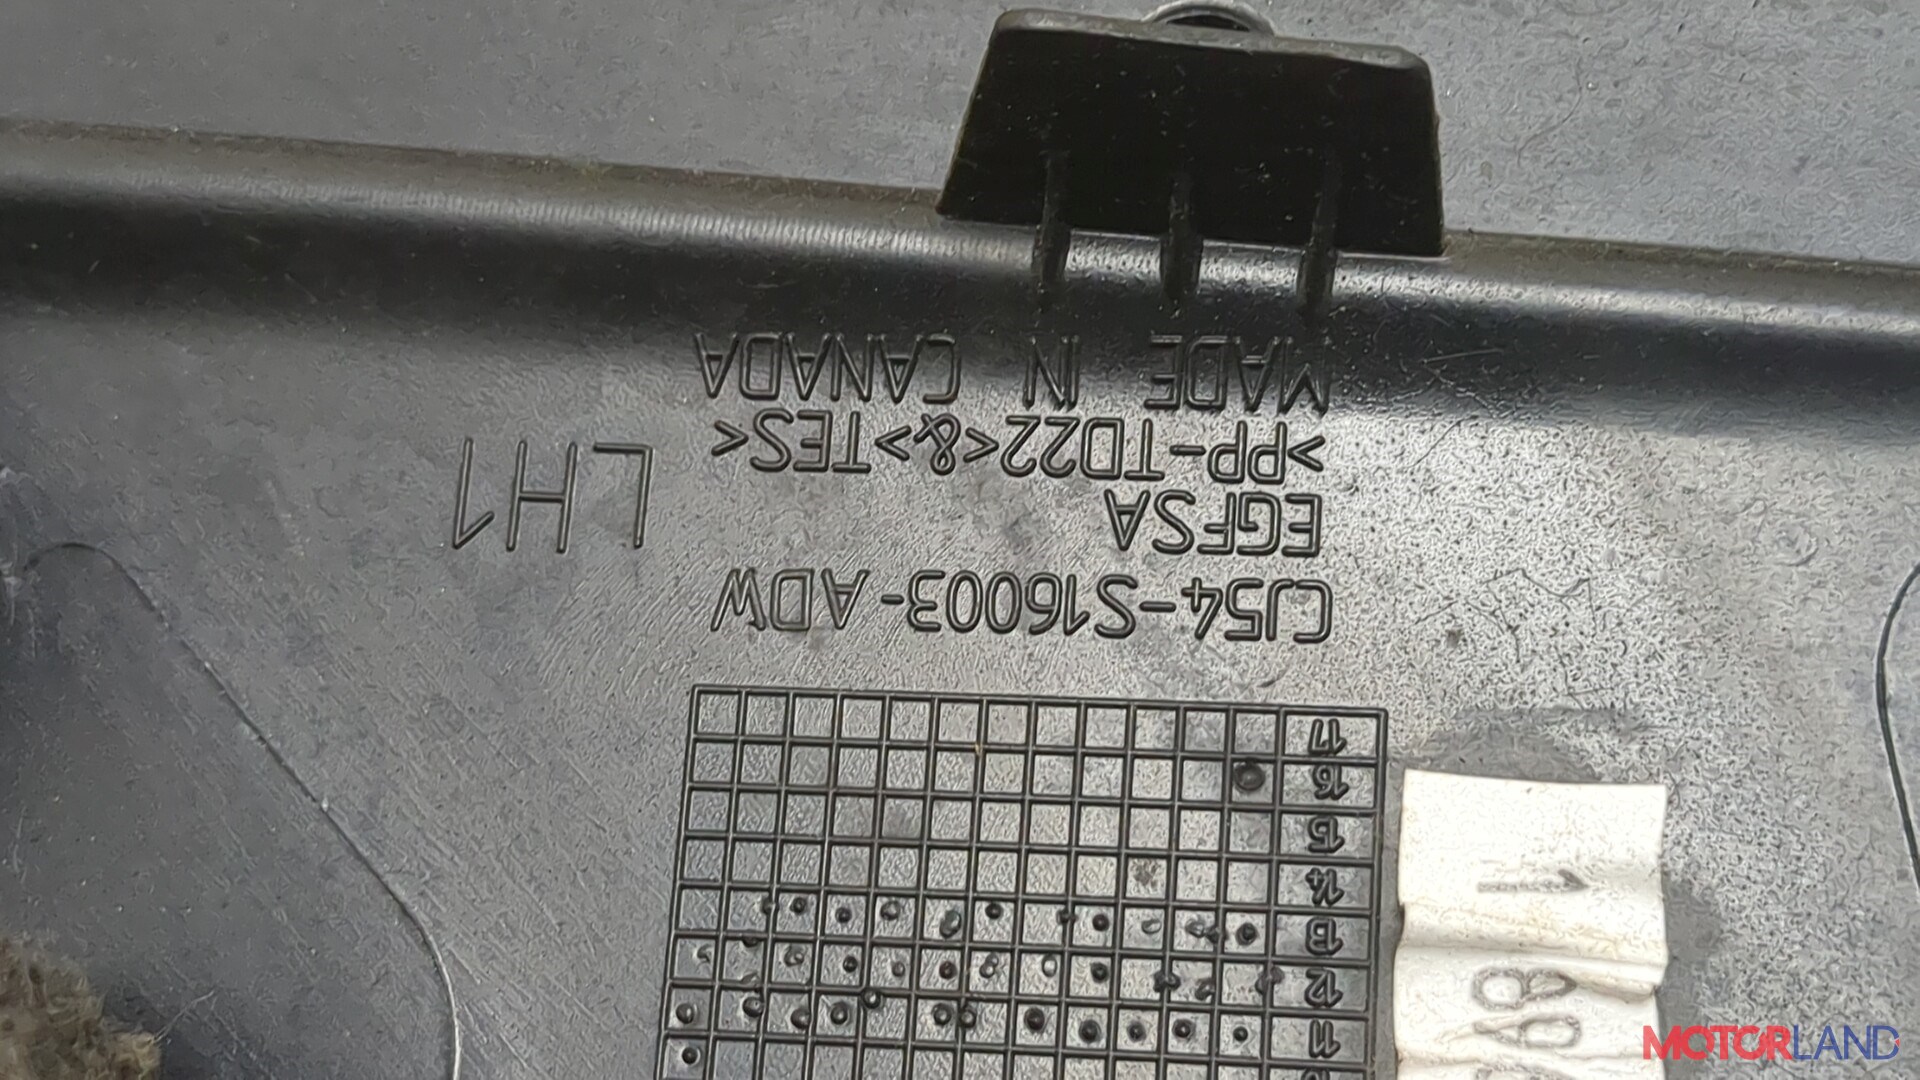 CJ54-S16003-ADW
EGFSA
>PP-TD22<&>TES<
MADE IN CANADA
LH1
11
12
13
14
15
16
17
1
MOTORLAND